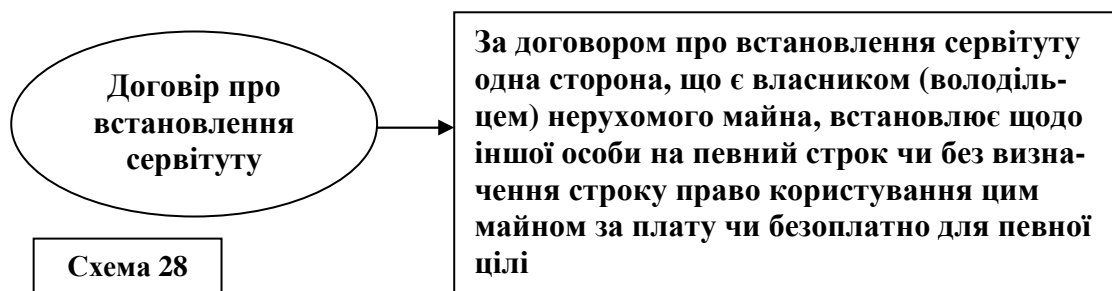 Договір про
встановлення
сервітуту
За договором про встановлення сервітуту
одна сторона, що є власником (володіль-
цем) нерухомого майна, встановлює щодо
іншої особи на певний строк чи без визна-
чення строку право користування цим
майном за плату чи безоплатно для певної
цілі
Схема 28